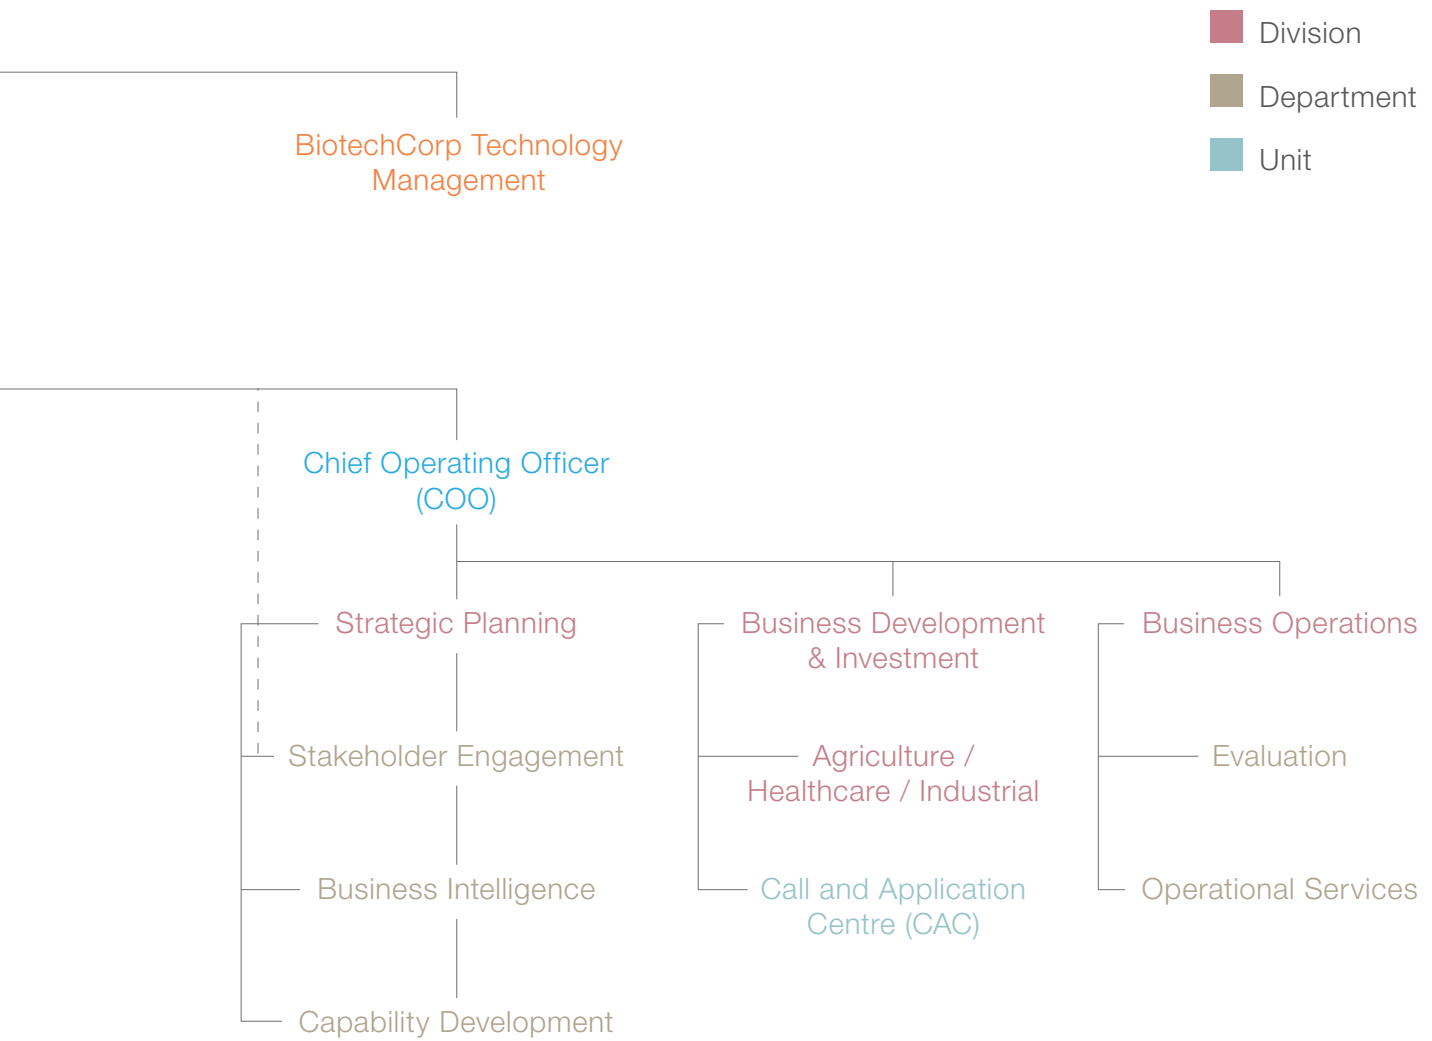 Division
Department
Unit
BiotechCorp Technology
Management
Chief Operating Officer
(COO)
Strategic Planning
Business Development
& Investment
Business Operations
Stakeholder Engagement
Agriculture /
Healthcare / Industrial
Evaluation
Business Intelligence
Call and Application
Centre (CAC)
Operational Services
Capability Development